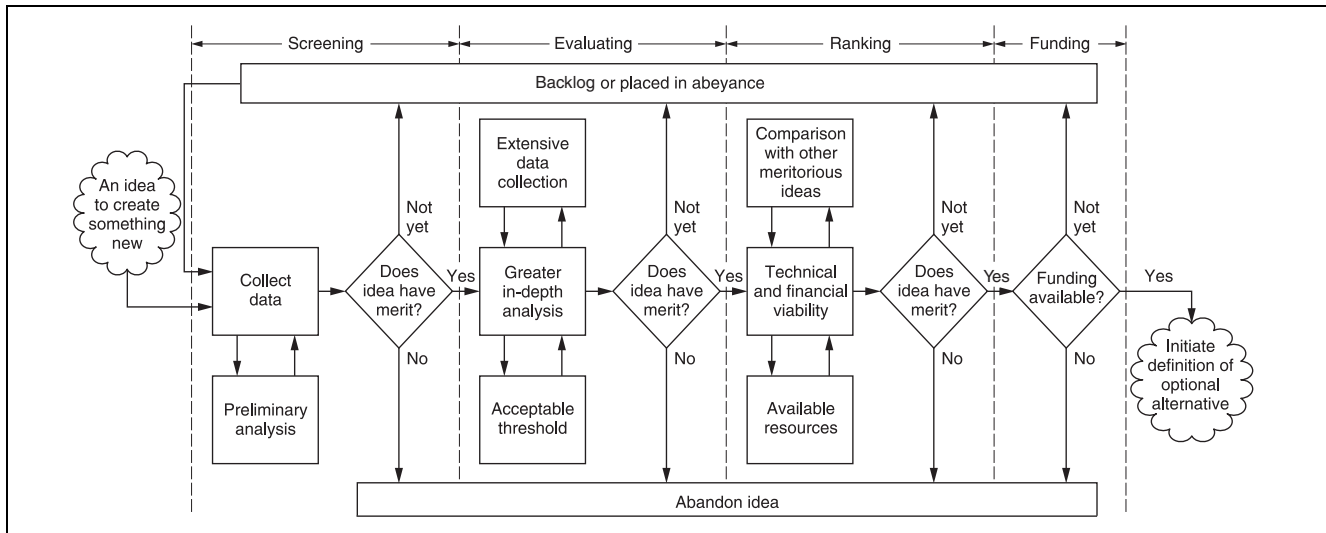 Screening
Evaluating
Ranking
Funding
Backlog or placed in abeyance
An idea
to create
something
new
Collect
data
Preliminary
analysis
Not
yet
Does
idea have
merit?
Yes
No
Extensive
data
collection
Greater
in-depth
analysis
Acceptable
threshold
Not
yet
Does
idea have
merit?
Yes
No
Comparison
with other
meritorious
ideas
Technical
and financial
viability
Available
resources
Not
yet
Does
idea have
merit?
Yes
No
Not
yet
Funding
available?
Yes
No
Initiate
definition of
optional
alternative
Abandon idea